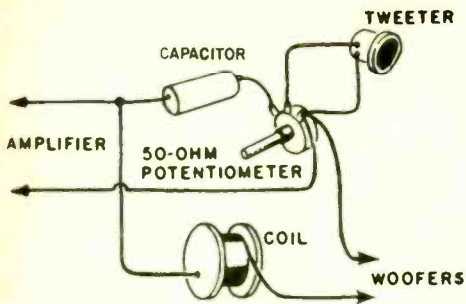 TWEETER
CAPACITOR
AMPLIFIER
50-OHM
POTENTIOMETER
COIL
WOOFERS